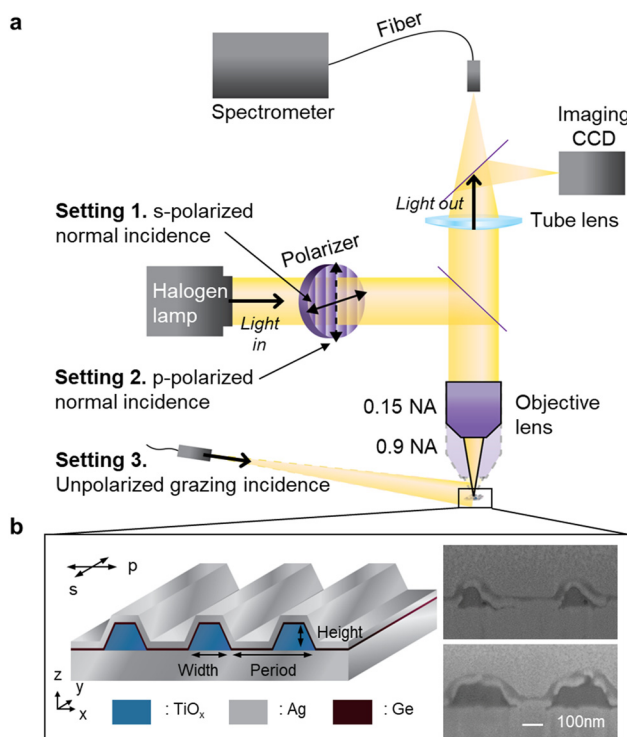 a
Fiber
Spectrometer
Imaging
CCD
Light out
Tube lens
Setting 1. s-polarized
normal incidence
Polarizer
Halogen
lamp
Light
in
Setting 2. p-polarized
normal incidence
0.15 NA
Objective
lens
0.9 NA
Setting 3.
Unpolarized grazing incidence
b
p
s
Height
Width
Period
z
y
x
: TiOₓ
: Ag
: Ge
100nm